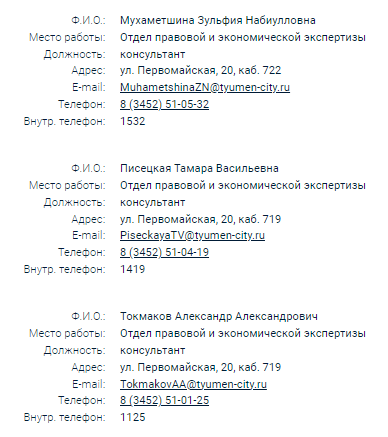 Ф.И.О.: Мухаметшина Зульфия Набиулловна
Место работы: Отдел правовой и экономической экспертизы
Должность: консультант
Адрес: ул. Первомайская, 20, каб. 722
E-mail: MuhametshinaZN@tyumen-city.ru
Телефон: 8 (3452) 51-05-32
Внутр. телефон: 1532
Ф.И.О.: Писецкая Тамара Васильевна
Место работы: Отдел правовой и экономической экспертизы
Должность: консультант
Адрес: ул. Первомайская, 20, каб. 719
E-mail: PiseckayaTV@tyumen-city.ru
Телефон: 8 (3452) 51-04-19
Внутр. телефон: 1419
Ф.И.О.: Токмаков Александр Александрович
Место работы: Отдел правовой и экономической экспертизы
Должность: консультант
Адрес: ул. Первомайская, 20, каб. 719
E-mail: TokmakovAA@tyumen-city.ru
Телефон: 8 (3452) 51-01-25
Внутр. телефон: 1125